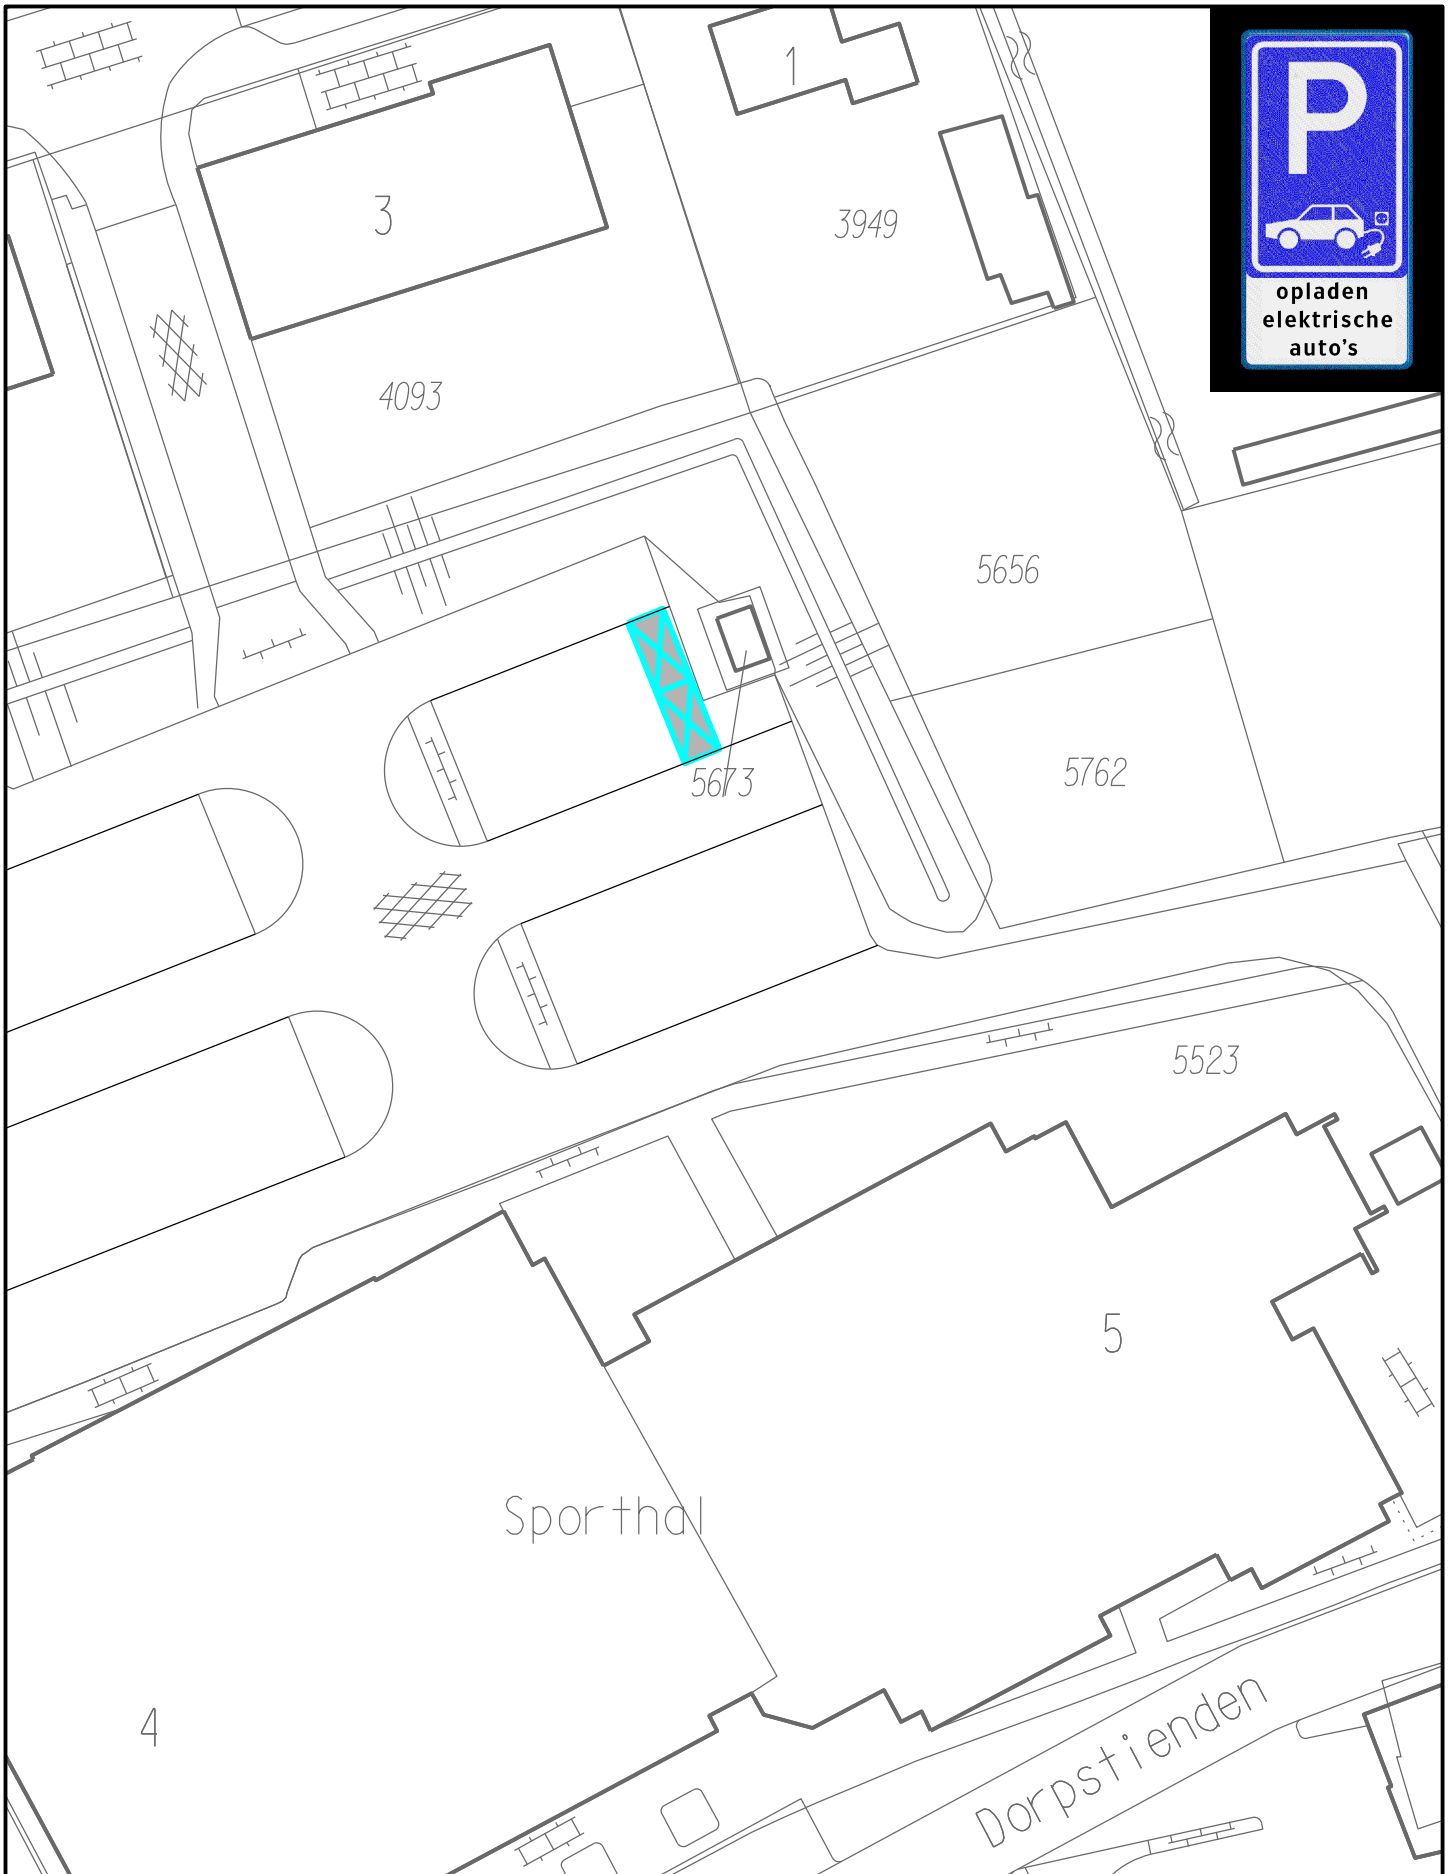 1
P
3
3949
opladen
elektrische
auto's
4093
5656
5762
5673
5523
5
Sporthal
4
Dorpstienden